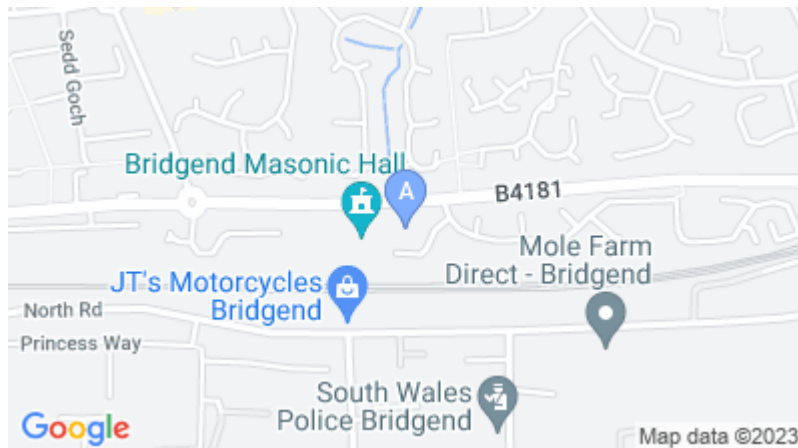 Sedd Goch
Bridgend Masonic Hall
A
B4181
Mole Farm
Direct - Bridgend
JT's Motorcycles
Bridgend
North Rd
Princess Way
South Wales
Police Bridgend
Google
Map data ©2023